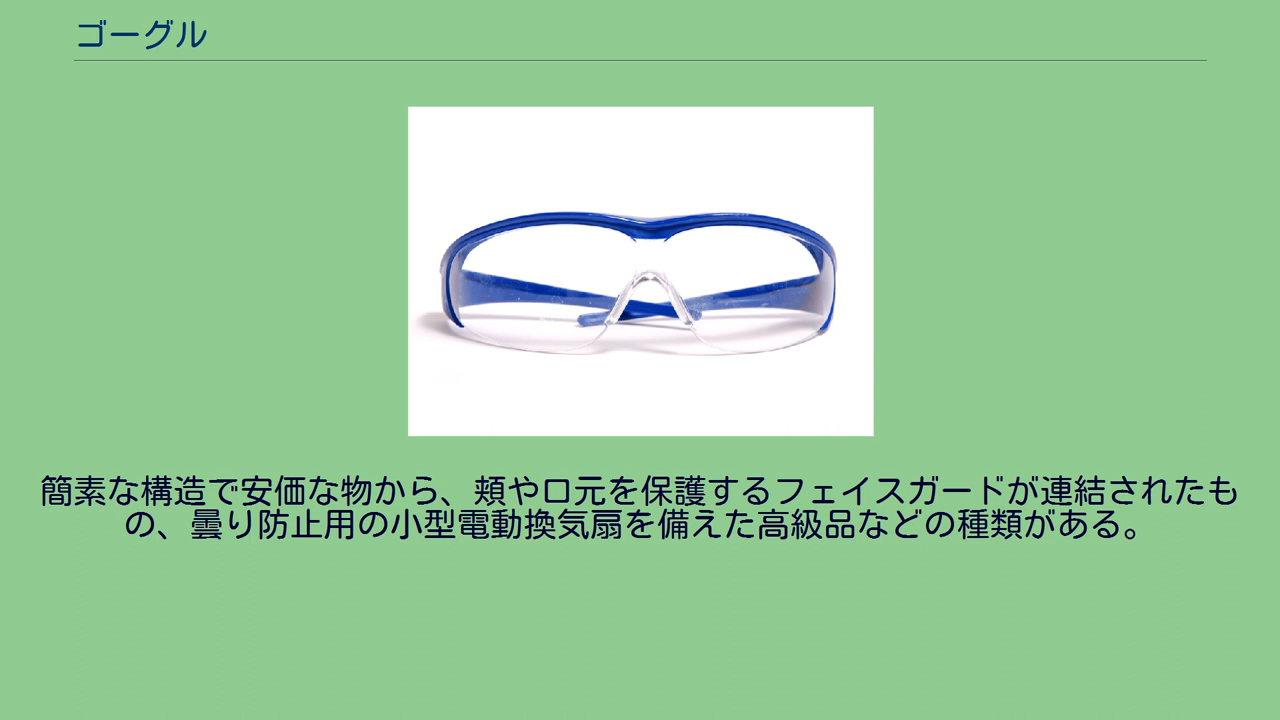 ゴーグル
簡素な構造で安価な物から、頬や口元を保護するフェイスガードが連結されたも
の、曇り防止用の小型電動換気扇を備えた高級品などの種類がある。